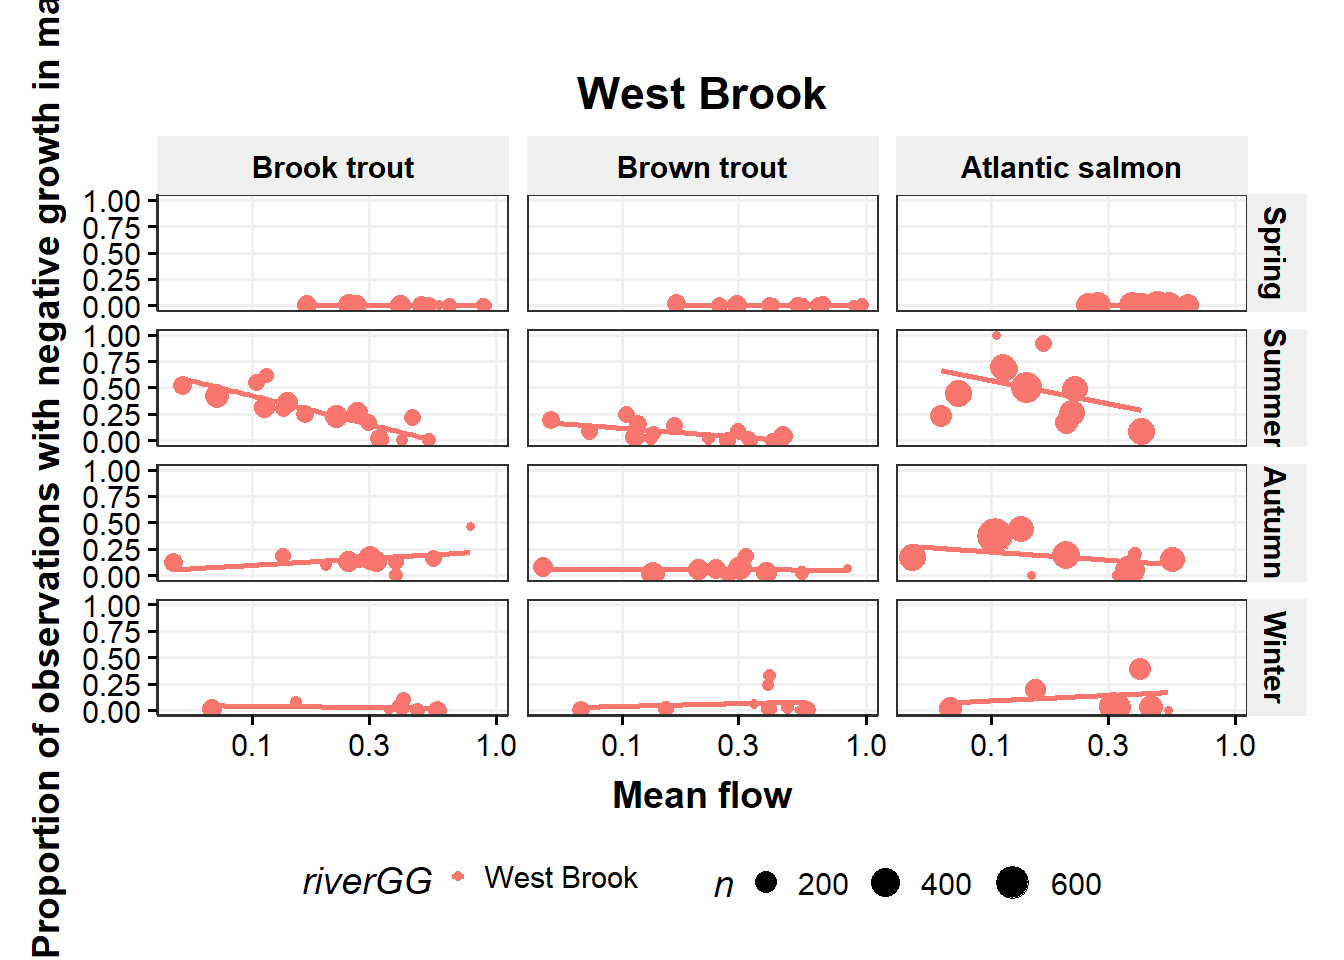 West Brook
Brook trout Brown trout Atlantic salmon
Proportion of observations with negative growth in
1.00
0.75
0.50
0.25
0.00
Spring
1.00
0.75
0.50
0.25
0.00
Summer
1.00
0.75
0.50
0.25
0.00
Autumn
1.00
0.75
0.50
0.25
0.00
Winter
0.1 0.3 1.0 0.1 0.3 1.0 0.1 0.3 1.0
Mean flow
riverGG West Brook n 200 400 600